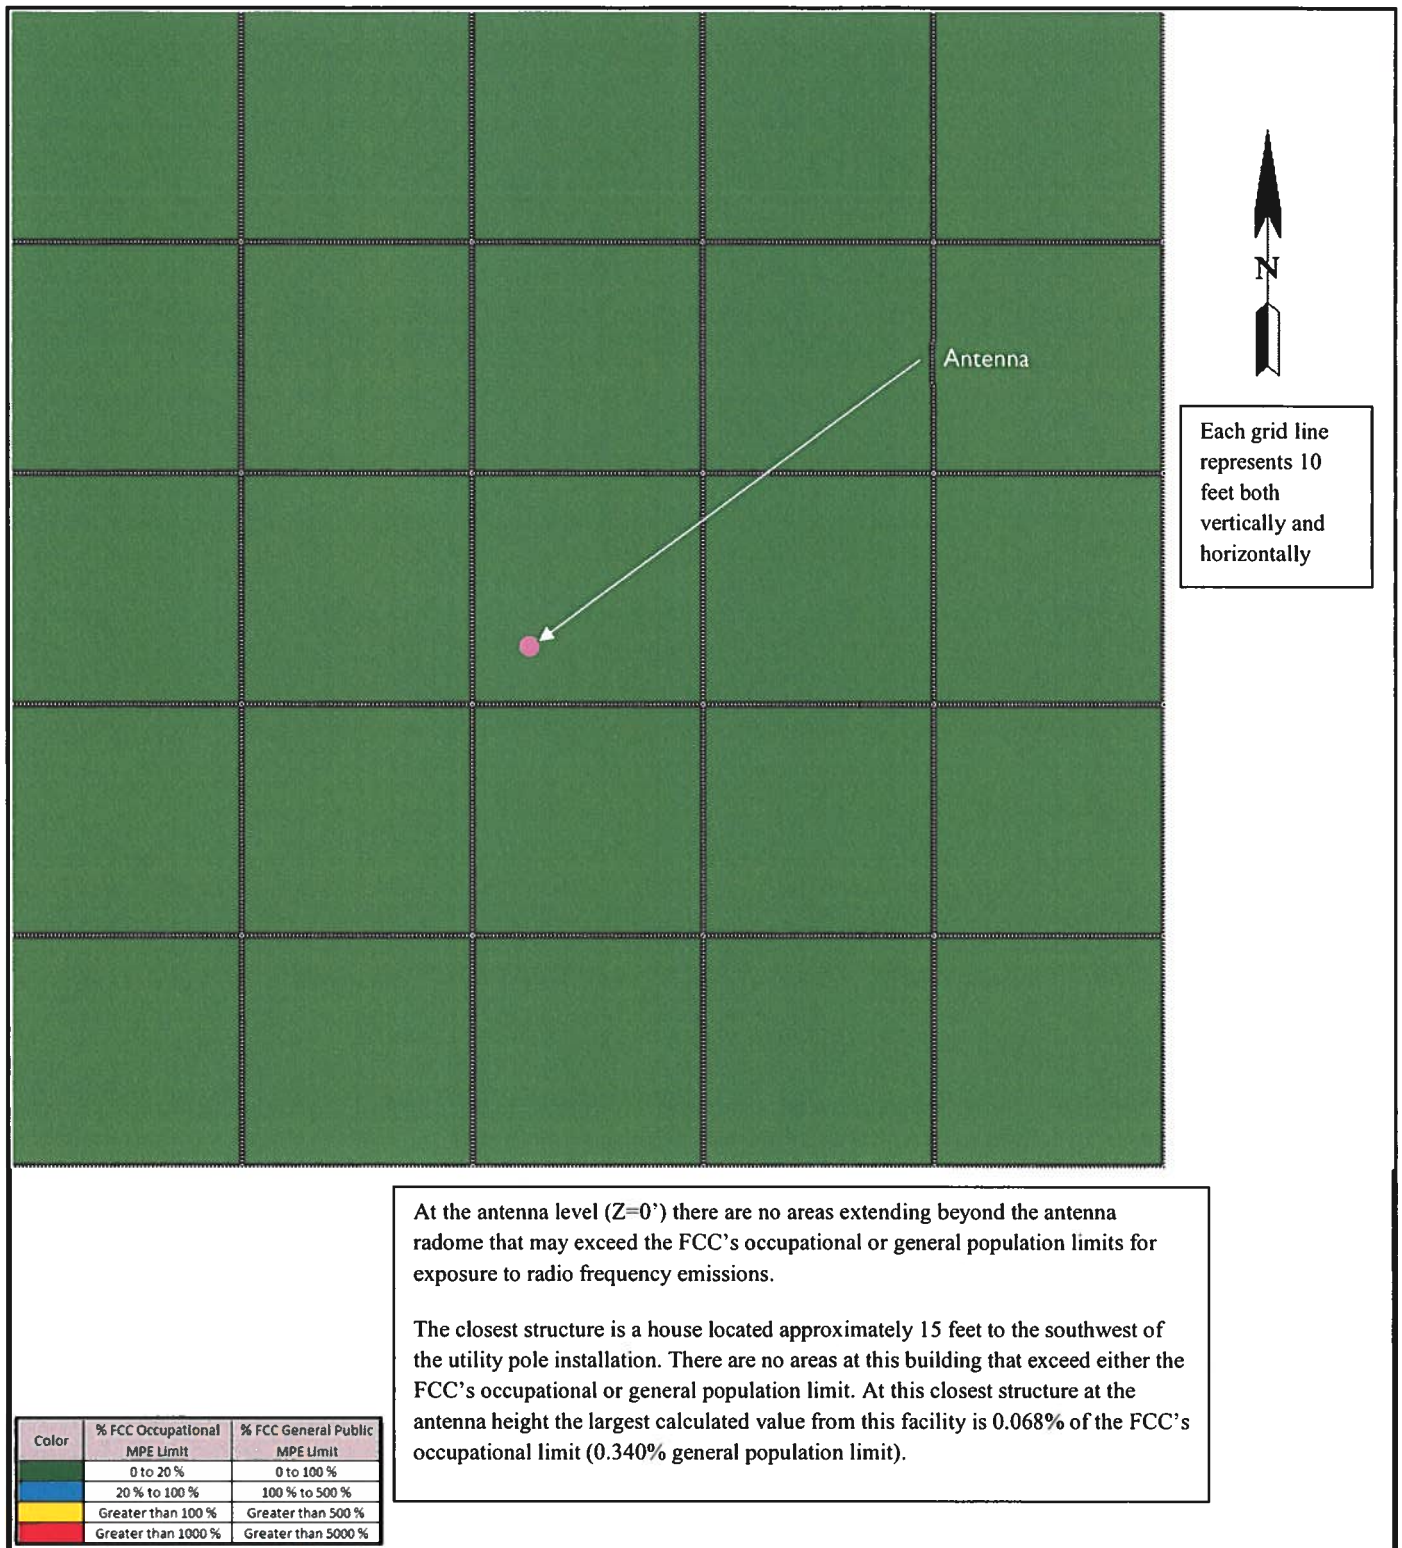 N
Antenna
Each grid line
represents 10
feet both
vertically and
horizontally
At the antenna level (Z=0') there are no areas extending beyond the antenna
radome that may exceed the FCC's occupational or general population limits for
exposure to radio frequency emissions.
The closest structure is a house located approximately 15 feet to the southwest of
the utility pole installation. There are no areas at this building that exceed either the
FCC's occupational or general population limit. At this closest structure at the
antenna height the largest calculated value from this facility is 0.068% of the FCC's
occupational limit (0.340% general population limit).
Color % FCC Occupational MPE Limit % FCC General Public MPE Limit
0 to 20 % 0 to 100 %
20 % to 100 % 100 % to 500 %
Greater than 100 % Greater than 500 %
Greater than 1000 % Greater than 5000 %